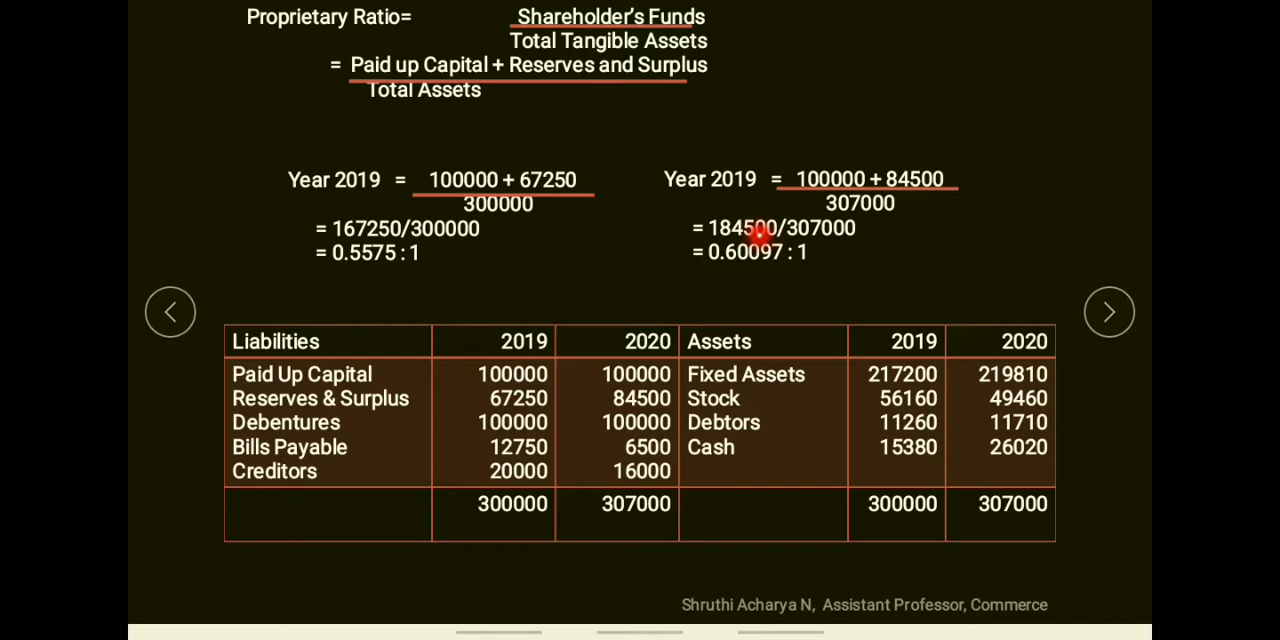 Proprietary Ratio= Shareholder's Funds
Total Tangible Assets
= Paid up Capital + Reserves and Surplus
Total Assets
Year 2019 = 100000 + 67250
300000
= 167250/300000
= 0.5575 : 1
Year 2019 = 100000 + 84500
307000
= 184500/307000
= 0.60097 : 1
Liabilities 2019 2020 Assets 2019 2020
Paid Up Capital 100000 100000 Fixed Assets 217200 219810
Reserves & Surplus 67250 84500 Stock 56160 49460
Debentures 100000 100000 Debtors 11260 11710
Bills Payable 12750 6500 Cash 15380 26020
Creditors 20000 16000
300000 307000 300000 307000
Shruthi Acharya N, Assistant Professor, Commerce